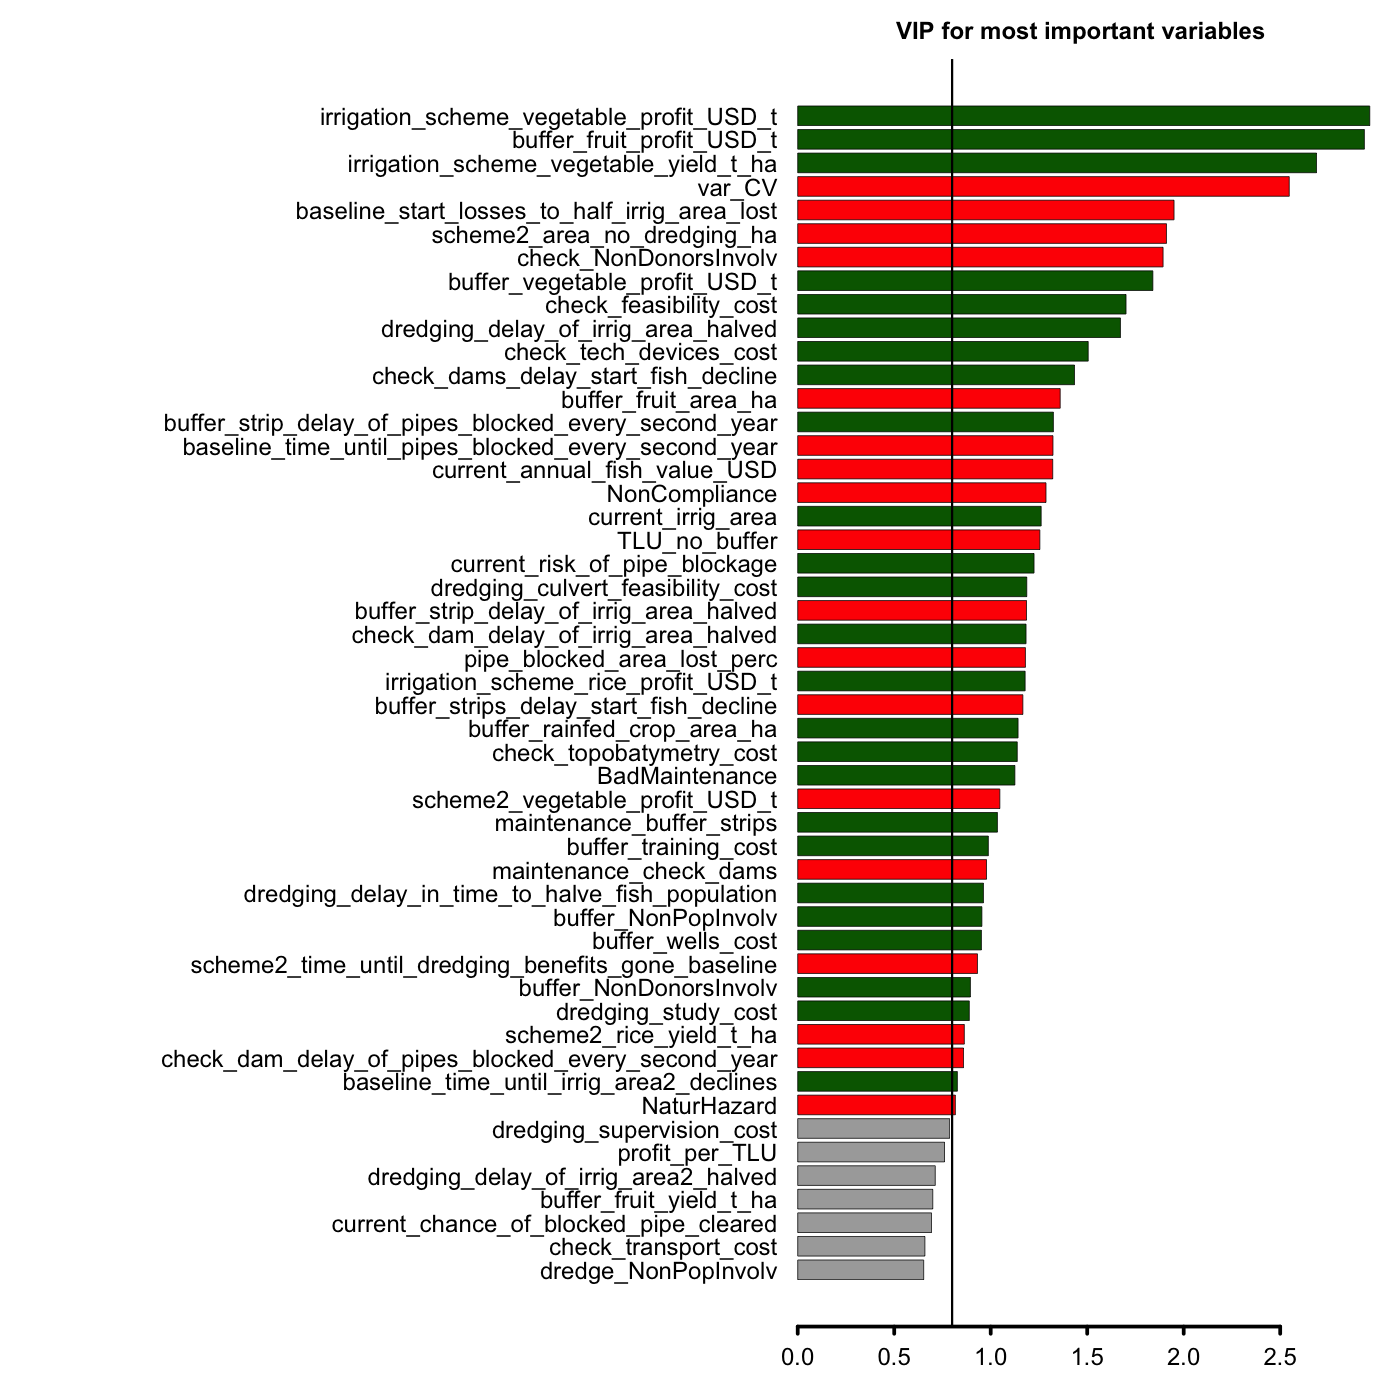 VIP for most important variables
irrigation_scheme_vegetable_profit_USD_t
buffer_fruit_profit_USD_t
irrigation_scheme_vegetable_yield_t_ha
var_CV
baseline_start_losses_to_half_irrig_area_lost
scheme2_area_no_dredging_ha
check_NonDonorsInvolv
buffer_vegetable_profit_USD_t
check_feasibility_cost
dredging_delay_of_irrig_area_halved
check_tech_devices_cost
check_dams_delay_start_fish_decline
buffer_fruit_area_ha
buffer_strip_delay_of_pipes_blocked_every_second_year
baseline_time_until_pipes_blocked_every_second_year
current_annual_fish_value_USD
NonCompliance
current_irrig_area
TLU_no_buffer
current_risk_of_pipe_blockage
dredging_culvert_feasibility_cost
buffer_strip_delay_of_irrig_area_halved
check_dam_delay_of_irrig_area_halved
pipe_blocked_area_lost_perc
irrigation_scheme_rice_profit_USD_t
buffer_strips_delay_start_fish_decline
buffer_rainfed_crop_area_ha
check_topobatymetry_cost
BadMaintenance
scheme2_vegetable_profit_USD_t
maintenance_buffer_strips
buffer_training_cost
maintenance_check_dams
dredging_delay_in_time_to_halve_fish_population
buffer_NonPopInvolv
buffer_wells_cost
scheme2_time_until_dredging_benefits_gone_baseline
buffer_NonDonorsInvolv
dredging_study_cost
scheme2_rice_yield_t_ha
check_dam_delay_of_pipes_blocked_every_second_year
baseline_time_until_irrig_area2_declines
NaturHazard
dredging_supervision_cost
profit_per_TLU
dredging_delay_of_irrig_area2_halved
buffer_fruit_yield_t_ha
current_chance_of_blocked_pipe_cleared
check_transport_cost
dredge_NonPopInvolv
0.0 0.5 1.0 1.5 2.0 2.5